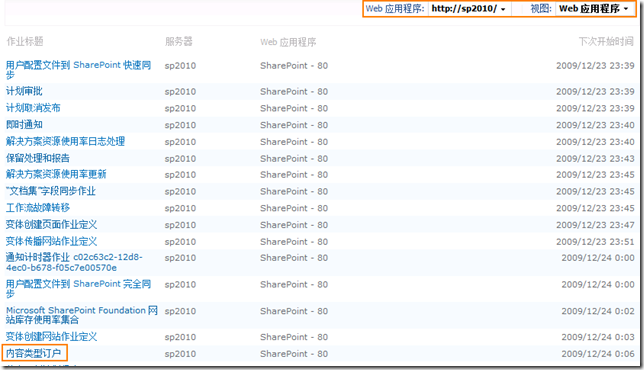 Web 应用程序: http://sp2010/ 视图: Web 应用程序
作业标题 服务器 Web 应用程序 下次开始时间
用户配置文件到 SharePoint 快速同
步 sp2010 SharePoint - 80 2009/12/23 23:39
计划审批 sp2010 SharePoint - 80 2009/12/23 23:39
计划取消发布 sp2010 SharePoint - 80 2009/12/23 23:39
即时通知 sp2010 SharePoint - 80 2009/12/23 23:40
解决方案资源使用率日志处理 sp2010 SharePoint - 80 2009/12/23 23:40
保留处理和报告 sp2010 SharePoint - 80 2009/12/23 23:43
解决方案资源使用率更新 sp2010 SharePoint - 80 2009/12/23 23:45
"文档集"字段同步作业 sp2010 SharePoint - 80 2009/12/23 23:45
工作流故障转移 sp2010 SharePoint - 80 2009/12/23 23:45
变体创建页面作业定义 sp2010 SharePoint - 80 2009/12/23 23:47
变体传播网站作业定义 sp2010 SharePoint - 80 2009/12/23 23:51
通知计时器作业 c02c63c2-12d8-
4ec0-b678-f05c7e00570e sp2010 SharePoint - 80 2009/12/24 0:00
用户配置文件到 SharePoint 完全同
步 sp2010 SharePoint - 80 2009/12/24 0:00
Microsoft SharePoint Foundation 网
站库存使用率集合 sp2010 SharePoint - 80 2009/12/24 0:02
变体创建网站作业定义 sp2010 SharePoint - 80 2009/12/24 0:03
内容类型订户 sp2010 SharePoint - 80 2009/12/24 0:06